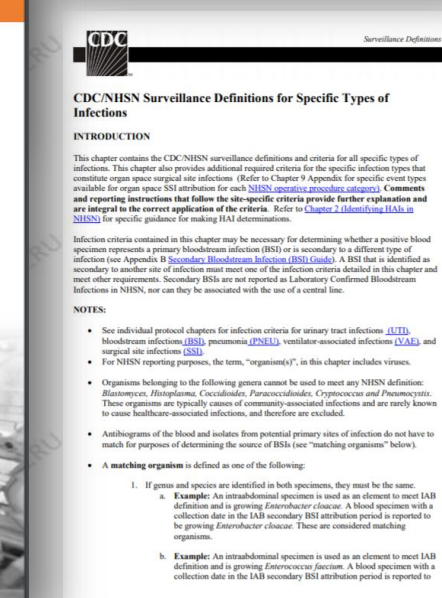 CDC
Surveillance Definitions
CDC/NHSN Surveillance Definitions for Specific Types of
Infections
INTRODUCTION
This chapter contains the CDC/NHSN surveillance definitions and criteria for all specific types of
infections. This chapter also provides additional required criteria for the specific infection types that
constitute organ space surgical site infections (Refer to Chapter 9 Appendix for specific event types
available for organ space SSI attribution for each NHSN operative procedure category). Comments
and reporting instructions that follow the site-specific criteria provide further explanation and
are integral to the correct application of the criteria. Refer to Chapter 2 (Identifying HAIs in
NHSN) for specific guidance for making HAI determinations.
Infection criteria contained in this chapter may be necessary for determining whether a positive blood
specimen represents a primary bloodstream infection (BSI) or is secondary to a different type of
infection (see Appendix B Secondary Bloodstream Infection (BSI) Guide). A BSI that is identified as
secondary to another site of infection must meet one of the infection criteria detailed in this chapter and
meet other requirements. Secondary BSIs are not reported as Laboratory Confirmed Bloodstream
Infections in NHSN, nor can they be associated with the use of a central line.
NOTES:
• See individual protocol chapters for infection criteria for urinary tract infections (UTI),
bloodstream infections (BSI), pneumonia (PNEU), ventilator-associated infections (VAE), and
surgical site infections (SSI).
• For NHSN reporting purposes, the term, "organism(s)", in this chapter includes viruses.
• Organisms belonging to the following genera cannot be used to meet any NHSN definition:
Blastomyces, Histoplasma, Coccidioides, Paracoccidioides, Cryptococcus and Pneumocystis.
These organisms are typically causes of community-associated infections and are rarely known
to cause healthcare-associated infections, and therefore are excluded.
• Antibiograms of the blood and isolates from potential primary sites of infection do not have to
match for purposes of determining the source of BSIs (see "matching organisms" below).
• A matching organism is defined as one of the following:
1. If genus and species are identified in both specimens, they must be the same.
a. Example: An intraabdominal specimen is used as an element to meet IAB
definition and is growing Enterobacter cloacae. A blood specimen with a
collection date in the IAB secondary BSI attribution period is reported to
be growing Enterobacter cloacae. These are considered matching
organisms.
b. Example: An intraabdominal specimen is used as an element to meet IAB
definition and is growing Enterococcus faecium. A blood specimen with a
collection date in the IAB secondary BSI attribution period is reported to